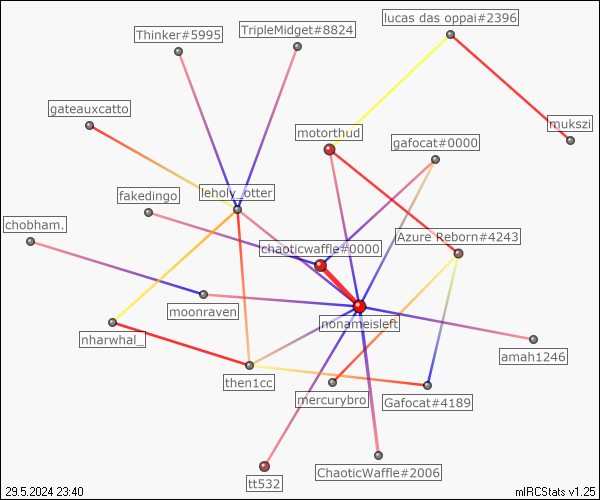 Thinker#5995
TripleMidget#8824
lucas das oppai#2396
gateauxcatto
motorthud
gafocat#0000
mukszi
fakedingo
leholy_otter
chobham.
chaoticwaffle#0000
Azure Reborn#4243
moonraven
nonameisleft
nharwhal_
amah1246
then1cc
mercurybro
Gafocat#4189
tt532
ChaoticWaffle#2006
29.5.2024 23:40
mIRCStats v1.25